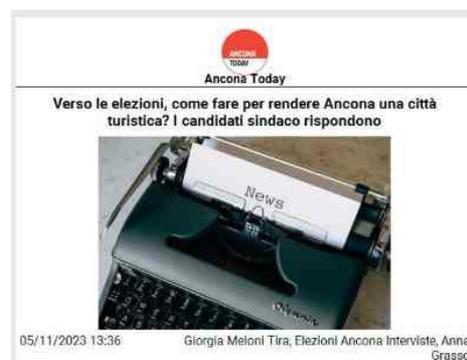 ANCONA
TODAY
Ancona Today
Verso le elezioni, come fare per rendere Ancona una città
turistica? I candidati sindaco rispondono
News
Olympia
05/11/2023 13:36
Giorgia Meloni Tira, Elezioni Ancona Interviste, Anna
Grasso